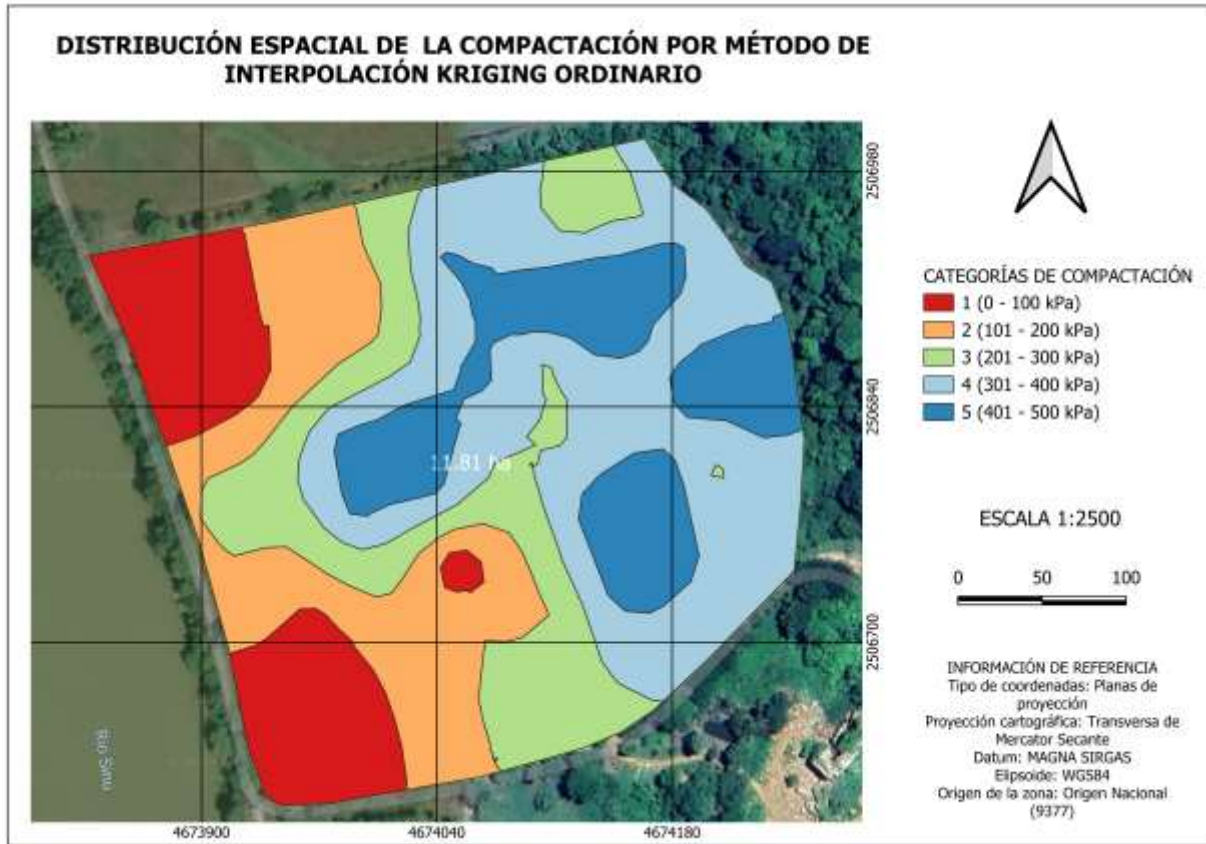 DISTRIBUCIÓN ESPACIAL DE LA COMPACTACIÓN POR MÉTODO DE
INTERPOLACIÓN KRIGING ORDINARIO
2506980
2506840
2506700
4673900
4674040
4674180
11.81 ha
Río Sinú
CATEGORÍAS DE COMPACTACIÓN
1 (0 - 100 kPa)
2 (101 - 200 kPa)
3 (201 - 300 kPa)
4 (301 - 400 kPa)
5 (401 - 500 kPa)
ESCALA 1:2500
0 50 100
INFORMACIÓN DE REFERENCIA
Tipo de coordenadas: Planas de
proyección
Proyección cartográfica: Transversa de
Mercator Secante
Datum: MAGNA SIRGAS
Elipsoide: WGS84
Origen de la zona: Origen Nacional
(9377)